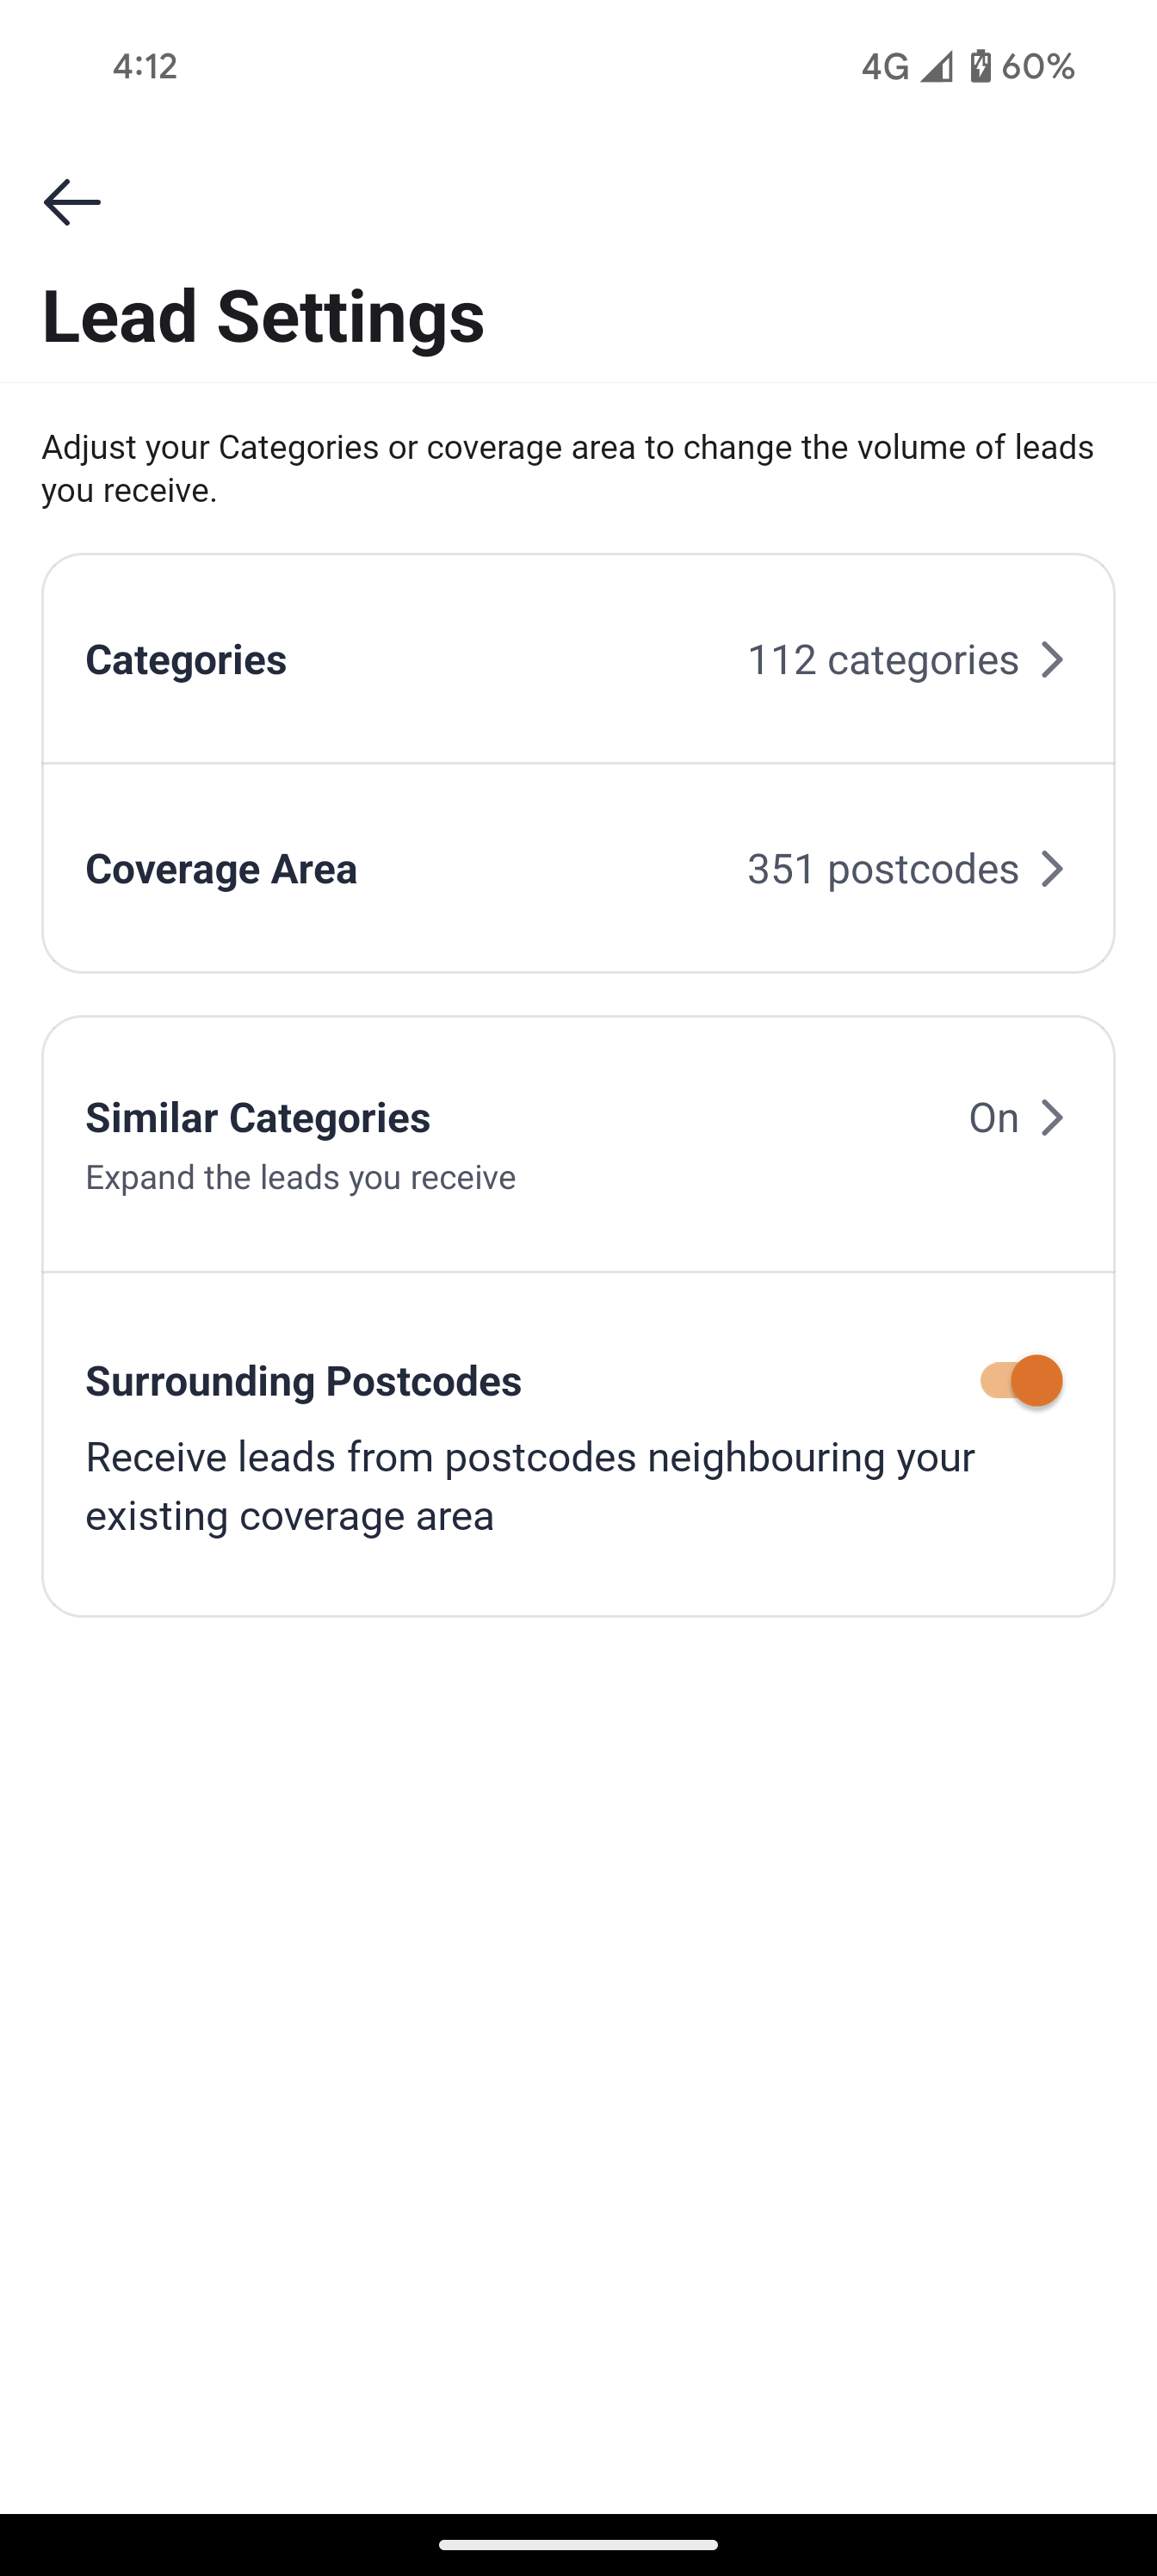 4:12
4G 60%
Lead Settings
Adjust your Categories or coverage area to change the volume of leads
you receive.
Categories
112 categories
Coverage Area
351 postcodes
Similar Categories
On
Expand the leads you receive
Surrounding Postcodes
Receive leads from postcodes neighbouring your
existing coverage area